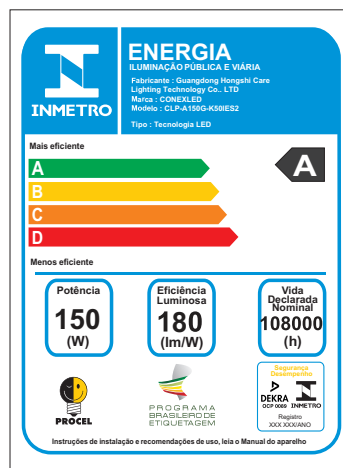 INMETRO
ENERGIA
ILUMINAÇÃO PÚBLICA E VIÁRIA
Fabricante : Guangdong Hongshi Care
Lighting Technology Co.. LTD
Marca : CONEXLED
Modelo : CLP-A150G-K50IES2
Tipo : Tecnologia LED
Mais eficiente
A
B
C
D
A
Menos eficiente
Potência
150
(W)
Eficiência
Luminosa
180
(lm/W)
Vida
Declarada
Nominal
108000
(h)
PROCEL
PROGRAMA
BRASILEIRO DE
ETIQUETAGEM
Segurança
Desempenho
DEKRA
OCP 0085
INMETRO
Registro
XXX XXX/ANO
Instruções de instalação e recomendações de uso, leia o Manual do aparelho